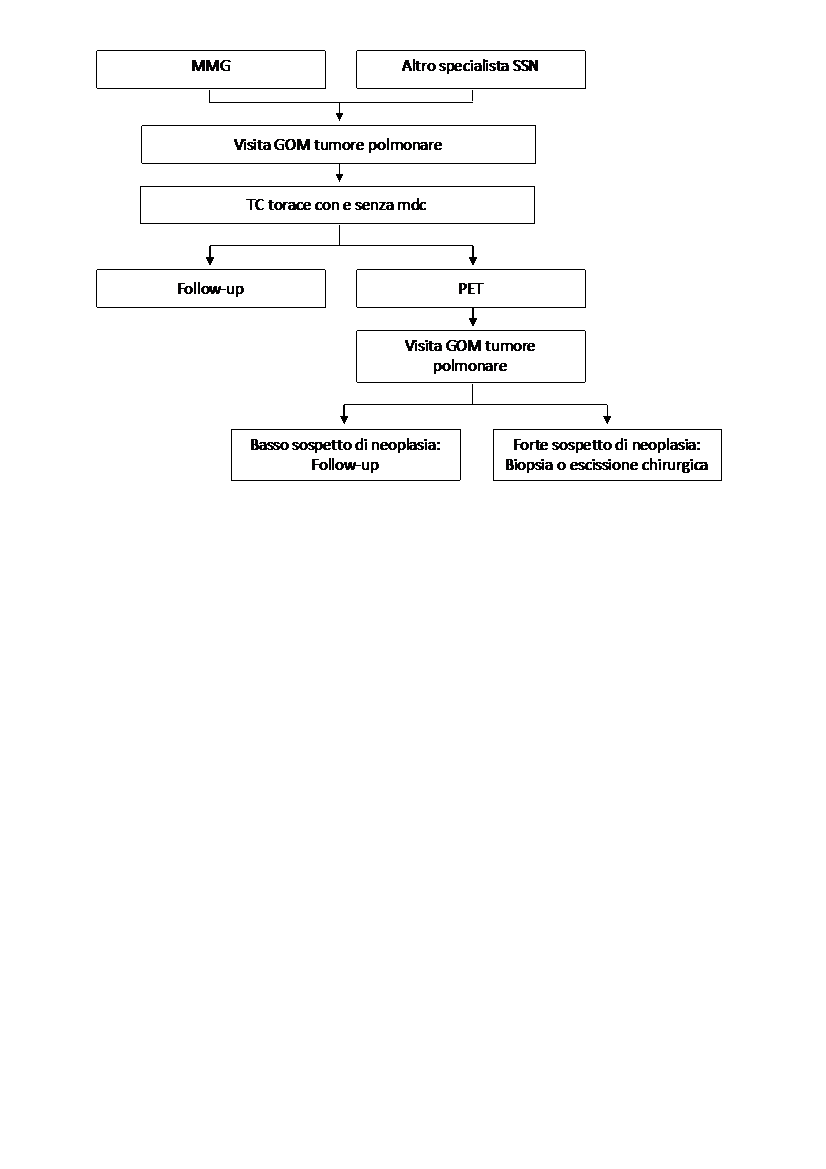 MMG
Altro specialista SSN
Visita GOM tumore polmonare
TC torace con e senza mdc
Follow-up
PET
Visita GOM tumore
polmonare
Basso sospetto di neoplasia:
Follow-up
Forte sospetto di neoplasia:
Biopsia o escissione chirurgica